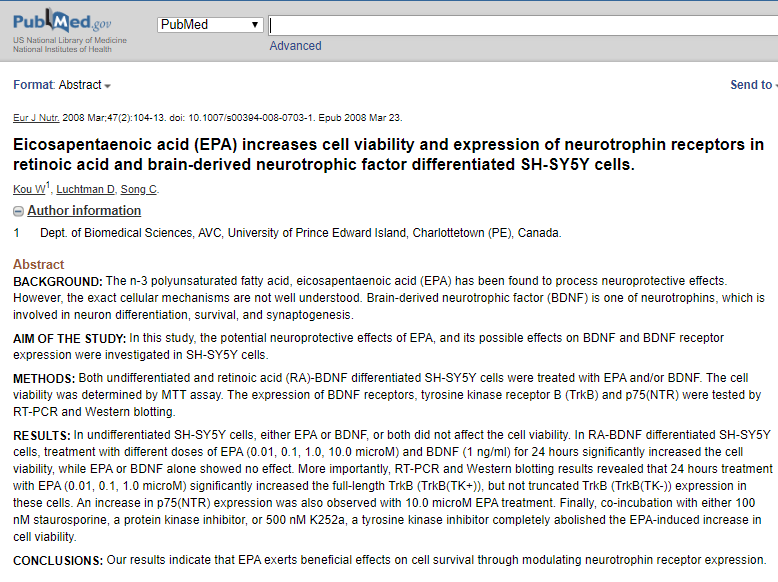 PubMed.gov
US National Library of Medicine
National Institutes of Health
PubMed
Advanced
Format: Abstract
Send to
Eur J Nutr. 2008 Mar;47(2):104-13. doi: 10.1007/s00394-008-0703-1. Epub 2008 Mar 23.
Eicosapentaenoic acid (EPA) increases cell viability and expression of neurotrophin receptors in
retinoic acid and brain-derived neurotrophic factor differentiated SH-SY5Y cells.
Kou W1, Luchtman D, Song C.
Author information
1 Dept. of Biomedical Sciences, AVC, University of Prince Edward Island, Charlottetown (PE), Canada.
Abstract
BACKGROUND: The n-3 polyunsaturated fatty acid, eicosapentaenoic acid (EPA) has been found to process neuroprotective effects.
However, the exact cellular mechanisms are not well understood. Brain-derived neurotrophic factor (BDNF) is one of neurotrophins, which is
involved in neuron differentiation, survival, and synaptogenesis.
AIM OF THE STUDY: In this study, the potential neuroprotective effects of EPA, and its possible effects on BDNF and BDNF receptor
expression were investigated in SH-SY5Y cells.
METHODS: Both undifferentiated and retinoic acid (RA)-BDNF differentiated SH-SY5Y cells were treated with EPA and/or BDNF. The cell
viability was determined by MTT assay. The expression of BDNF receptors, tyrosine kinase receptor B (TrkB) and p75(NTR) were tested by
RT-PCR and Western blotting.
RESULTS: In undifferentiated SH-SY5Y cells, either EPA or BDNF, or both did not affect the cell viability. In RA-BDNF differentiated SH-SY5Y
cells, treatment with different doses of EPA (0.01, 0.1, 1.0, 10.0 microM) and BDNF (1 ng/ml) for 24 hours significantly increased the cell
viability, while EPA or BDNF alone showed no effect. More importantly, RT-PCR and Western blotting results revealed that 24 hours treatment
with EPA (0.01, 0.1, 1.0 microM) significantly increased the full-length TrkB (TrkB(TK+)), but not truncated TrkB (TrkB(TK-)) expression in
these cells. An increase in p75(NTR) expression was also observed with 10.0 microM EPA treatment. Finally, co-incubation with either 100
nM staurosporine, a protein kinase inhibitor, or 500 nM K252a, a tyrosine kinase inhibitor completely abolished the EPA-induced increase in
cell viability.
CONCLUSIONS: Our results indicate that EPA exerts beneficial effects on cell survival through modulating neurotrophin receptor expression.